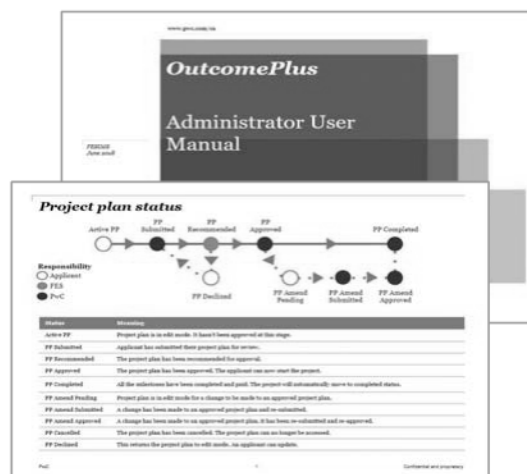 www.pwc.com/ca
OutcomePlus
Administrator User
Manual
June 2018
Project plan status
Active PP
PP
Submitted
PP
Recommended
PP
Approved
PP Completed
Responsibility
Applicant
FES
PwC
PP Declined
PP Amend
Pending
PP Amend
Submitted
PP Amend
Approved
Status Meaning
Active PP Project plan is in edit mode. It hasn't been approved at this stage.
PP Submitted Applicant has submitted their project plan for review.
PP Recommended The project plan has been recommended for approval.
PP Approved The project plan has been approved. The applicant can now start the project.
PP Completed All the milestones have been completed and paid. The project will automatically move to completed status.
PP Amend Pending Project plan is in edit mode for a change to be made to an approved project plan.
PP Amend Submitted A change has been made to an approved project plan and re-submitted.
PP Amend Approved A change has been made to an approved project plan, it has been re-submitted and re-approved.
PP Cancelled The project plan has been cancelled. The project plan can no longer be accessed.
PP Declined This returns the project plan to edit mode. An applicant can update.
PwC
Confidential and proprietary